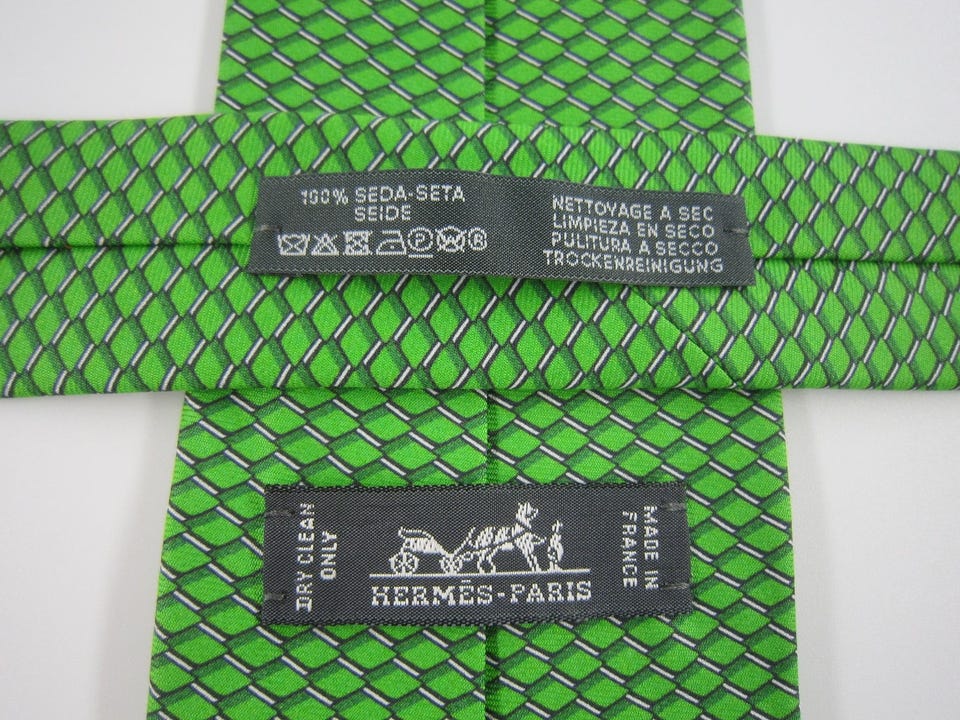 100% SEDA-SETA
SEIDE
P
®
NETTOYAGE A SEC
LIMPIEZA EN SECO
PULITURA A SECCO
TROCKENREINIGUNG
DRY CLEAN
ONLY
HERMÈS-PARIS
MADE IN
FRANCE